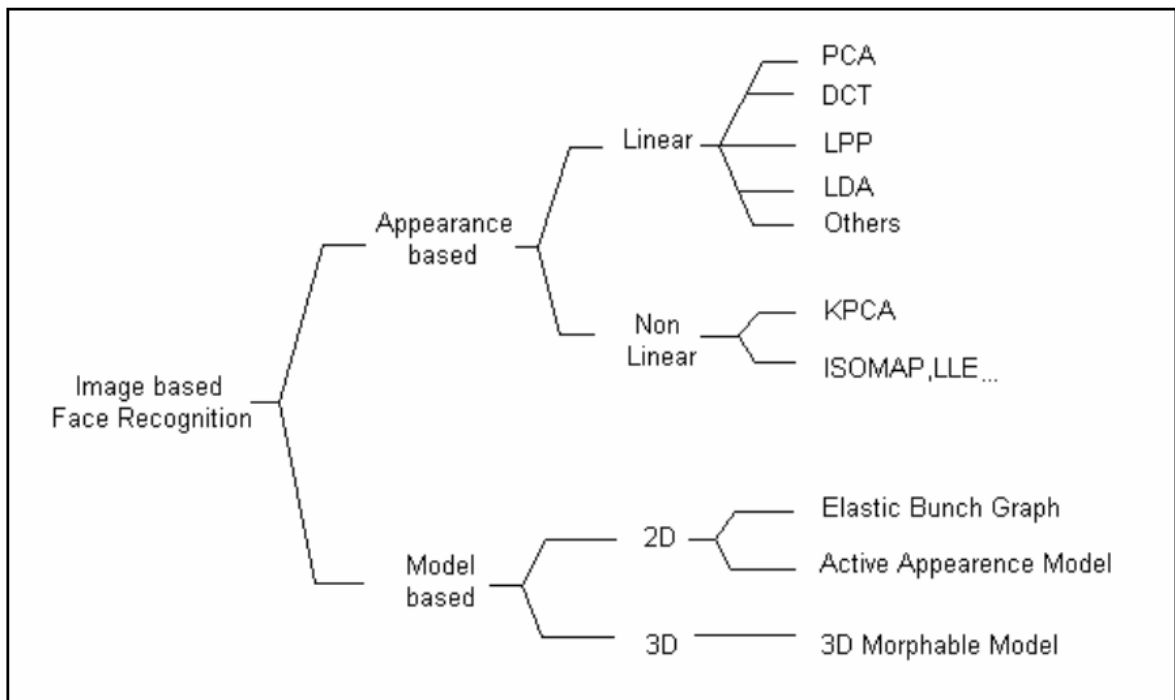 PCA
DCT
Linear
LPP
LDA
Others
Appearance
based
KPCA
Non
Linear
ISOMAP,LLE...
Image based
Face Recognition
Elastic Bunch Graph
2D
Active Appearence Model
Model
based
3D
3D Morphable Model